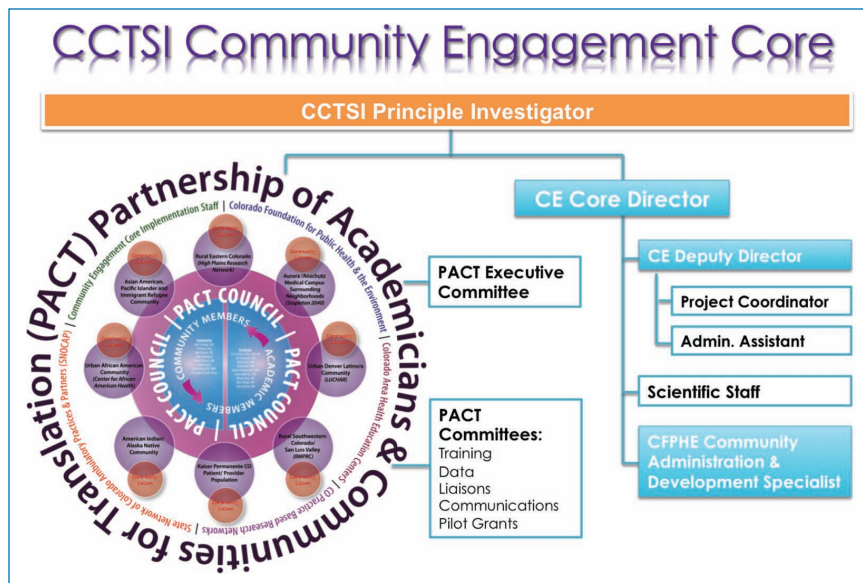 CCTSI Community Engagement Core
CCTSI Principle Investigator
(PACT) Partnership of Academicians & Communities for Translation
Community Engagement Core Implementation Staff |
Colorado Foundation for Public Health & the Environment |
Colorado Area Health Education Centers |
CO Practice Based Research Networks
State Network of Colorado Ambulatory Practices & Partners (SNOCAP) |
Rural Eastern Colorado
(High Plains Research
Network)
Aurora/Anschutz
Medical Campus
Surrounding
Neighborhoods
(Stapleton 2040)
Urban Denver Latino/a
Community
(LUCHAR)
Rural Southwestern
Colorado/
San Luis Valley
(RMPRC)
Kaiser Permanente CO
Patient/ Provider
Population
American Indian/
Alaska Native
Community
Urban African American
Community
(Center for African
American Health)
Asian American,
Pacific Islander and
Immigrant Refugee
Community
PACT COUNCIL | PACT COUNCIL | PACT COUNCIL | PACT COUNCIL
COMMUNITY MEMBERS
ACADEMIC MEMBERS
PACT Executive
Committee
PACT
Committees:
Training
Data
Liaisons
Communications
Pilot Grants
CE Core Director
CE Deputy Director
Project Coordinator
Admin. Assistant
Scientific Staff
CFPHE Community
Administration &
Development Specialist